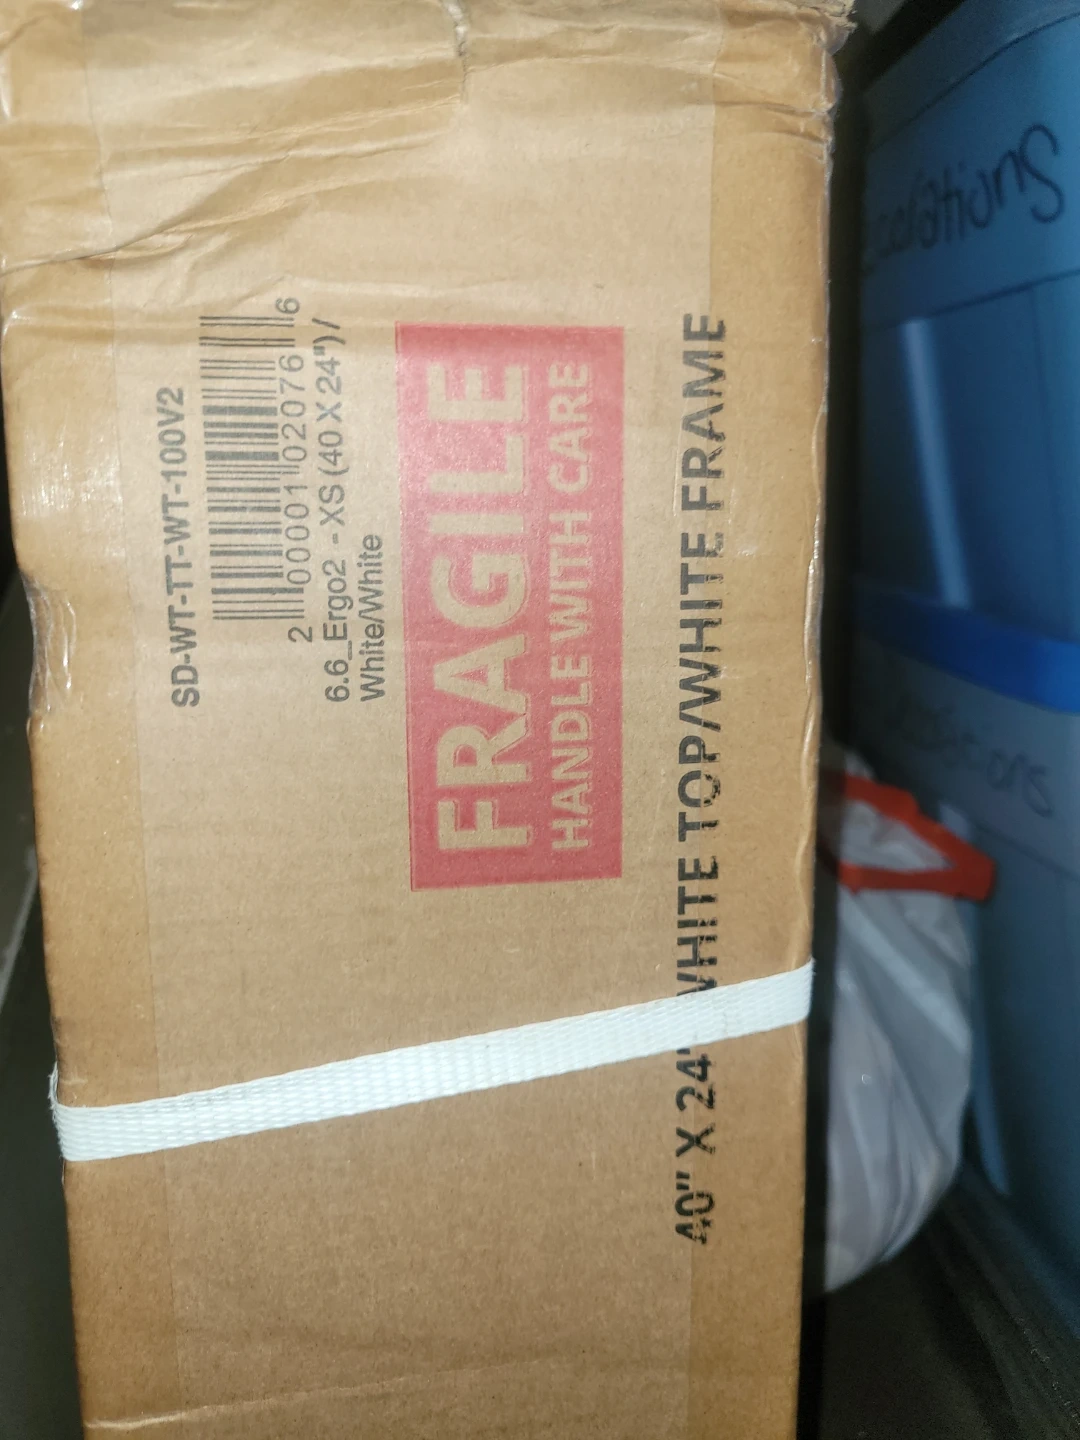 SD-WT-TT-WT-100V2
2 00001 02076 6
6.6_Ergo2 -XS (40 X 24")/
White/White
FRAGILE
HANDLE WITH CARE
40" X 24" WHITE TOP/WHITE FRAME